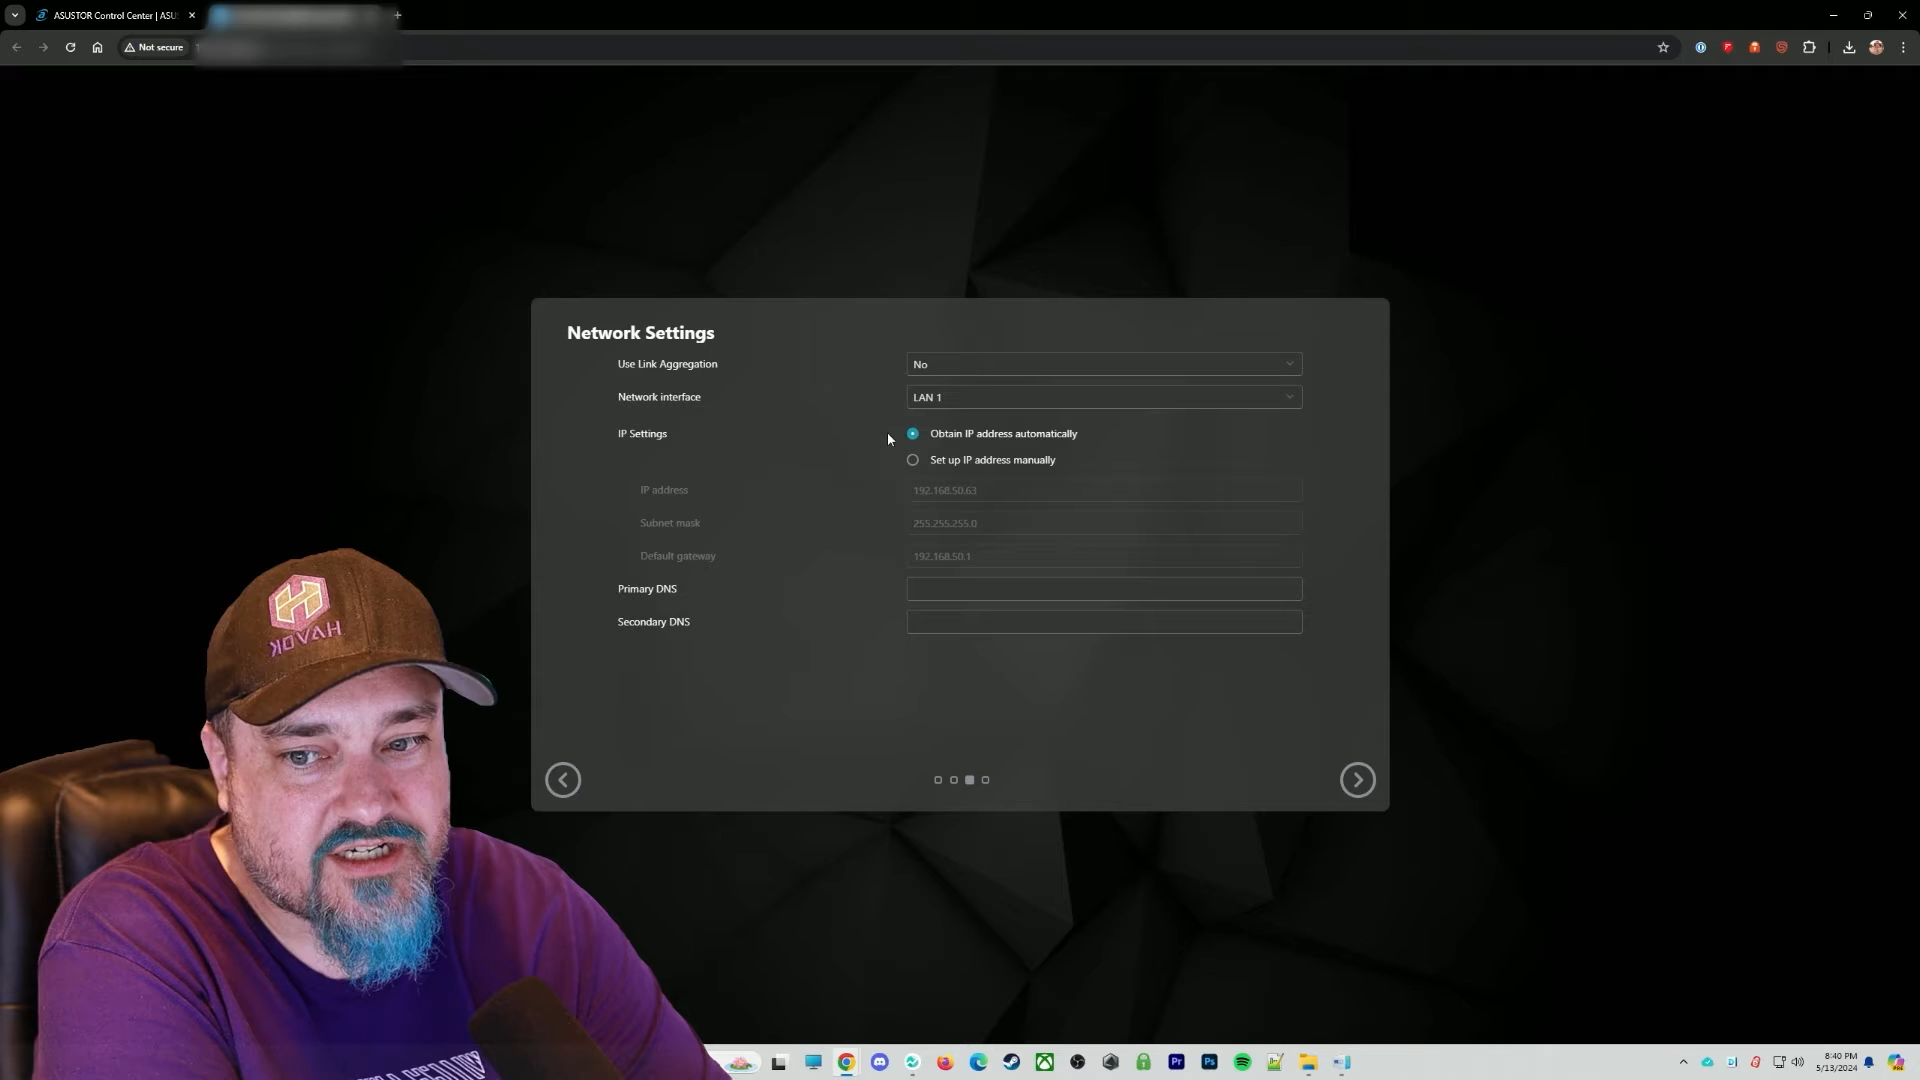 ASUSTOR Control Center | ASU
Not secure
Network Settings
Use Link Aggregation
No
Network interface
LAN 1
IP Settings
Obtain IP address automatically
Set up IP address manually
IP address
192.168.50.63
Subnet mask
255.255.255.0
Default gateway
192.168.50.1
Primary DNS
Secondary DNS
HAVOK
Pr
Ps
8:40 PM
5/13/2024